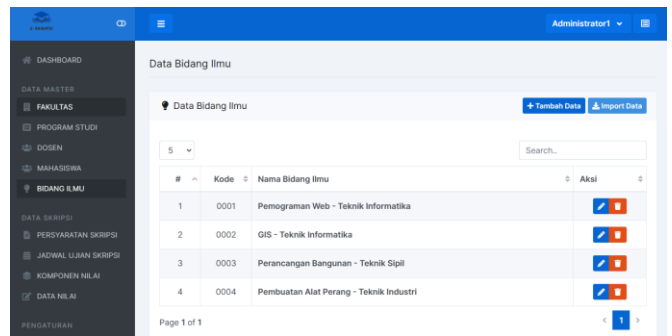 E-SKRIPSI
Administrator1
DASHBOARD
Data Bidang Ilmu
DATA MASTER
FAKULTAS
Data Bidang Ilmu
+ Tambah Data
Import Data
PROGRAM STUDI
DOSEN
5
Search..
MAHASISWA
# Kode Nama Bidang Ilmu Aksi
BIDANG ILMU
1 0001 Pemograman Web - Teknik Informatika
DATA SKRIPSI
2 0002 GIS - Teknik Informatika
PERSYARATAN SKRIPSI
JADWAL UJIAN SKRIPSI
3 0003 Perancangan Bangunan - Teknik Sipil
KOMPONEN NILAI
4 0004 Pembuatan Alat Perang - Teknik Industri
DATA NILAI
Page 1 of 1
< 1 >
PENGATURAN